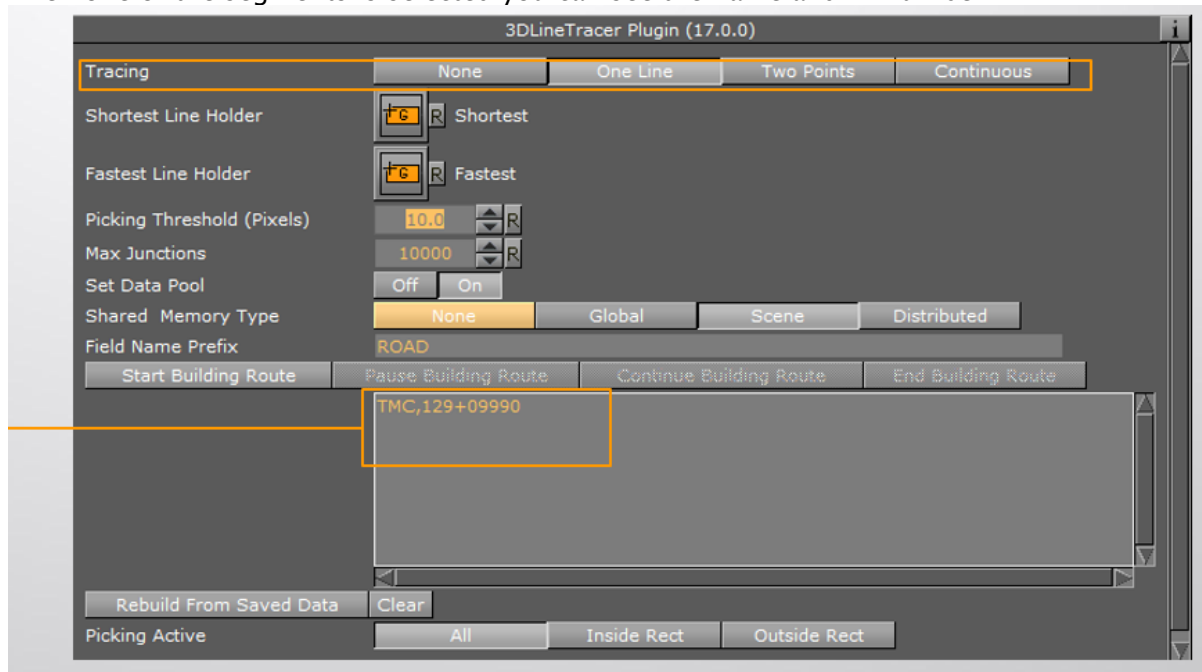 3DLineTracer Plugin (17.0.0) i
Tracing None One Line Two Points Continuous
Shortest Line Holder G R Shortest
Fastest Line Holder G R Fastest
Picking Threshold (Pixels) 10.0 R
Max Junctions 10000 R
Set Data Pool Off On
Shared Memory Type None Global Scene Distributed
Field Name Prefix ROAD
Start Building Route Pause Building Route Continue Building Route End Building Route
TMC,129+09990
Rebuild From Saved Data Clear
Picking Active All Inside Rect Outside Rect